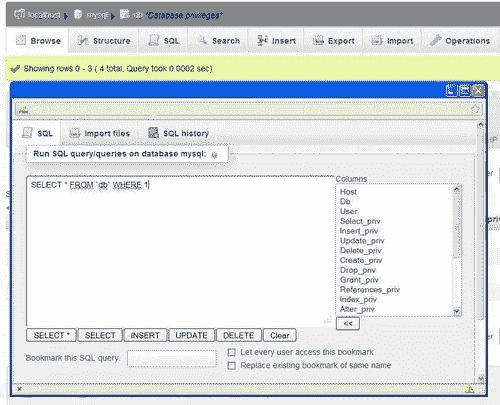 localhost mysql db "Database privileges"
Browse Structure SQL Search Insert Export Import Operations
Showing rows 0 - 3 ( 4 total, Query took 0.0002 sec)
SQL Import files SQL history
Run SQL query/queries on database mysql:
HP
SELECT * FROM `db` WHERE 1
Columns
Host
Db
User
Select_priv
Insert_priv
Update_priv
Delete_priv
Create_priv
Drop_priv
Grant_priv
References_priv
Index_priv
Alter_priv
<<
SELECT * SELECT INSERT UPDATE DELETE Clear
Bookmark this SQL query:
Let every user access this bookmark
Replace existing bookmark of same name